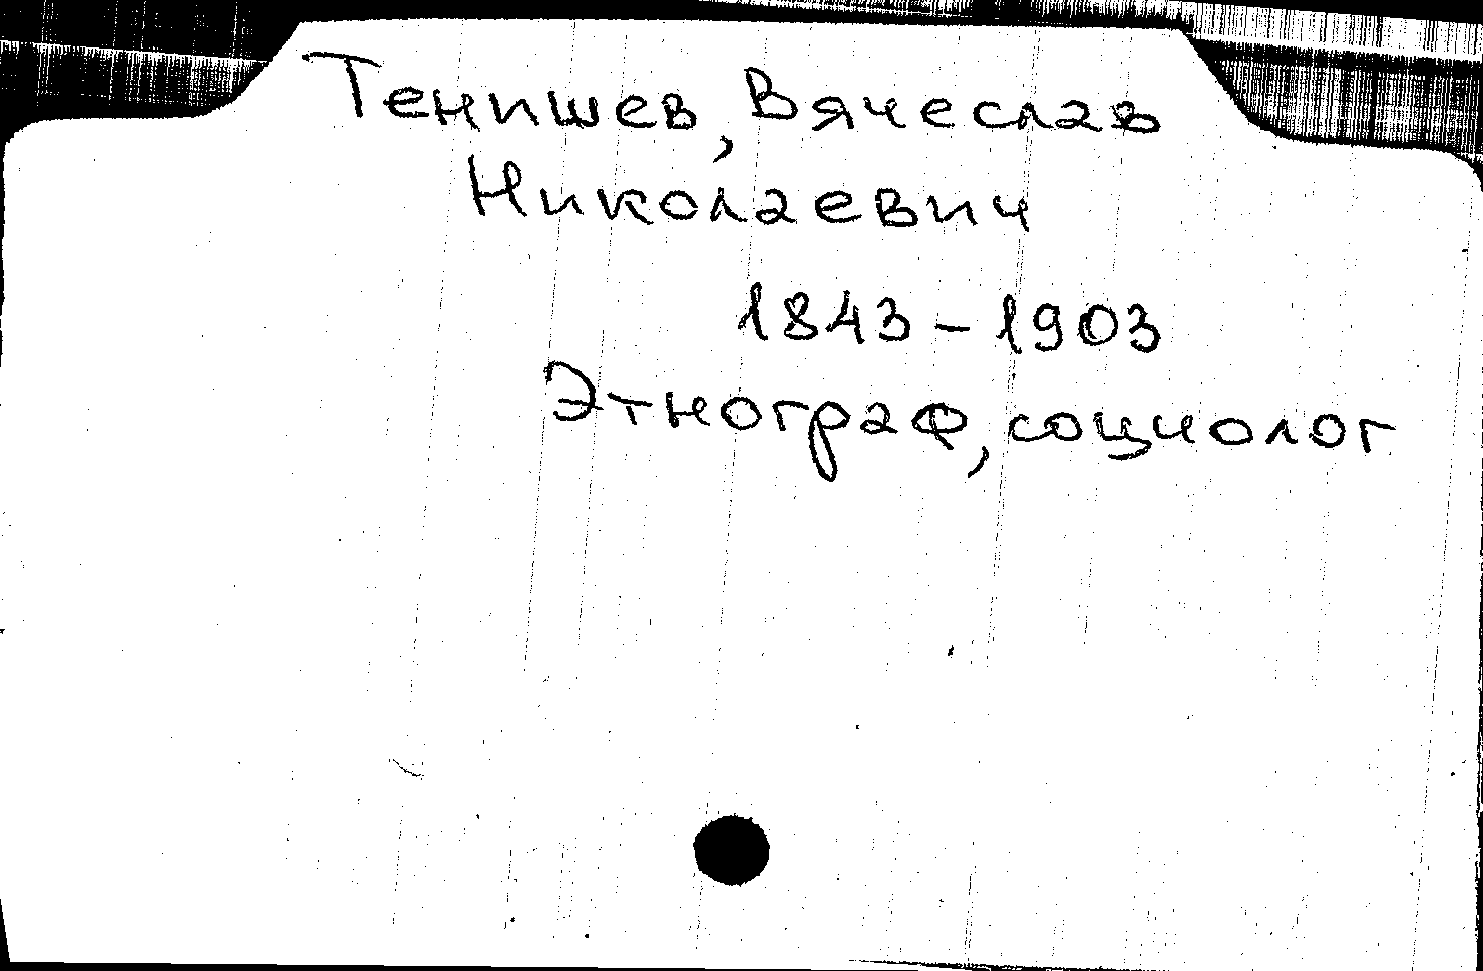 Тенишев, Вячеслав
Николаевич
1843 – 1903
Этнограф, социолог